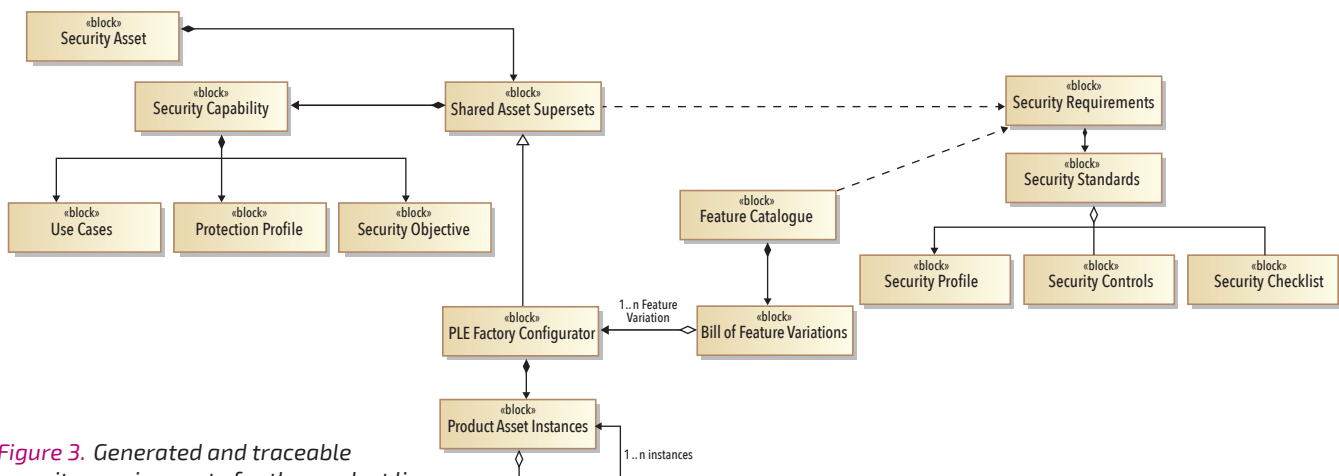 «block»
Security Asset
«block»
Security Capability
«block»
Shared Asset Supersets
«block»
Security Requirements
«block»
Security Standards
«block»
Use Cases
«block»
Protection Profile
«block»
Security Objective
«block»
Feature Catalogue
«block»
Security Profile
«block»
Security Controls
«block»
Security Checklist
«block»
PLE Factory Configurator
1..n Feature
Variation
«block»
Bill of Feature Variations
«block»
Product Asset Instances
1..n instances
Figure 3. Generated and traceable